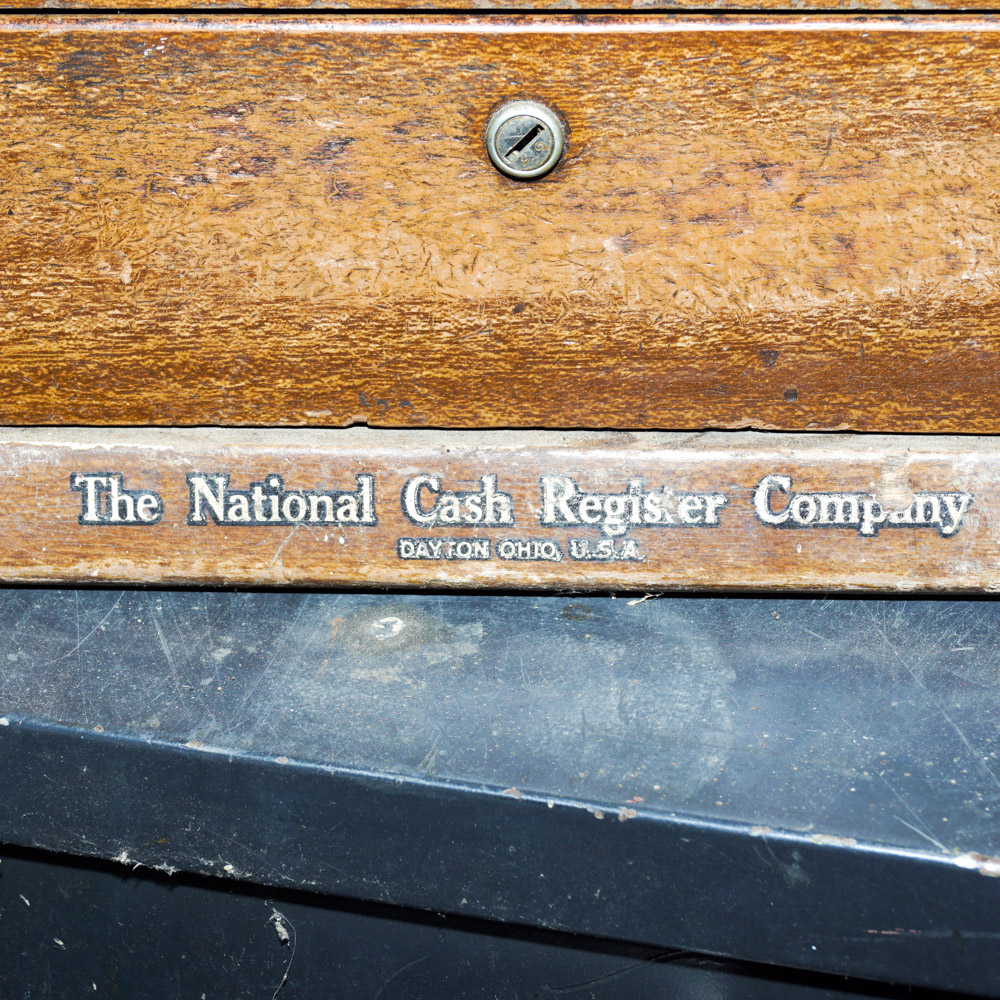 The National Cash Register Company
DAYTON OHIO, U.S.A.